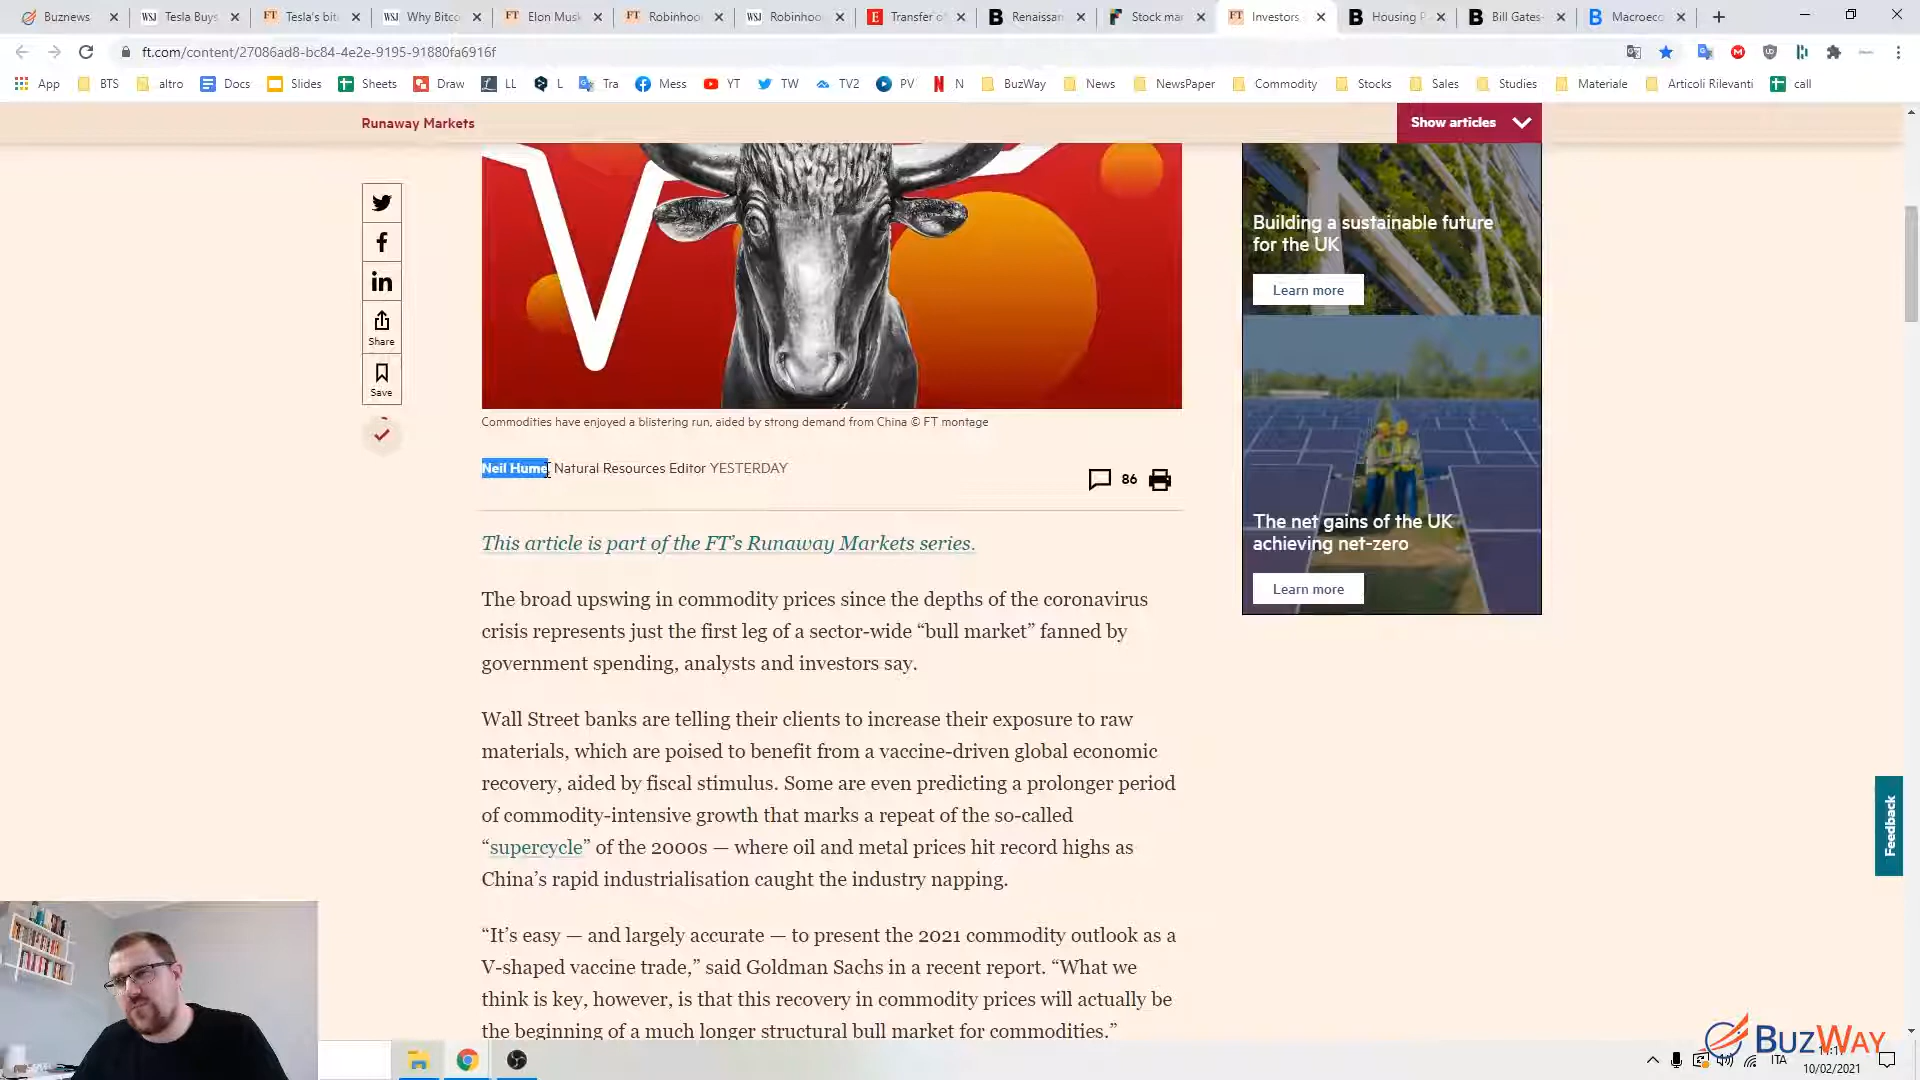 Buznews
Tesla Buys
Tesla's bit
Why Bitco
Elon Musk
Robinhoo
Robinhoo
Transfer o
Renaissan
Stock mar
Investors
Housing P
Bill Gates-
Macroeco
ft.com/content/27086ad8-bc84-4e2e-9195-91880fa6916f
App BTS altro Docs Slides Sheets Draw LL L Tra Mess YT TW TV2 PV N BuzWay News NewsPaper Commodity Stocks Sales Studies Materiale Articoli Rilevanti call
Runaway Markets
Show articles
Share
Save
Building a sustainable future
for the UK
Learn more
The net gains of the UK
achieving net-zero
Learn more
Commodities have enjoyed a blistering run, aided by strong demand from China © FT montage
Neil Hume, Natural Resources Editor YESTERDAY
86
This article is part of the FT’s Runaway Markets series.
The broad upswing in commodity prices since the depths of the coronavirus
crisis represents just the first leg of a sector-wide “bull market” fanned by
government spending, analysts and investors say.
Wall Street banks are telling their clients to increase their exposure to raw
materials, which are poised to benefit from a vaccine-driven global economic
recovery, aided by fiscal stimulus. Some are even predicting a prolonger period
of commodity-intensive growth that marks a repeat of the so-called
“supercycle” of the 2000s — where oil and metal prices hit record highs as
China’s rapid industrialisation caught the industry napping.
“It’s easy — and largely accurate — to present the 2021 commodity outlook as a
V-shaped vaccine trade,” said Goldman Sachs in a recent report. “What we
think is key, however, is that this recovery in commodity prices will actually be
the beginning of a much longer structural bull market for commodities.”
Feedback
BUZWAY
ITA
10/02/2021